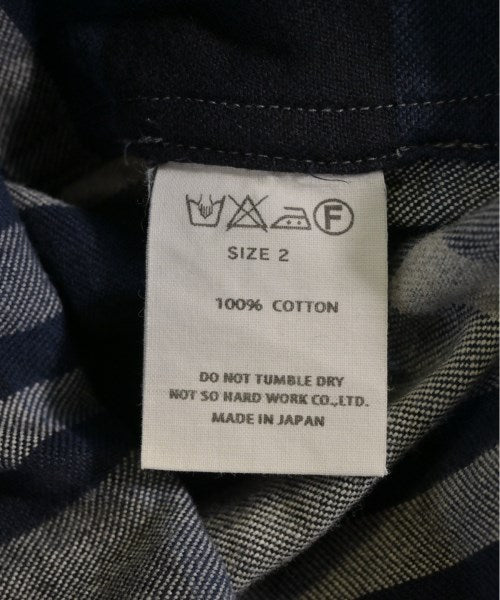 F
SIZE 2
100% COTTON
DO NOT TUMBLE DRY
NOT SO HARD WORK CO.,LTD.
MADE IN JAPAN